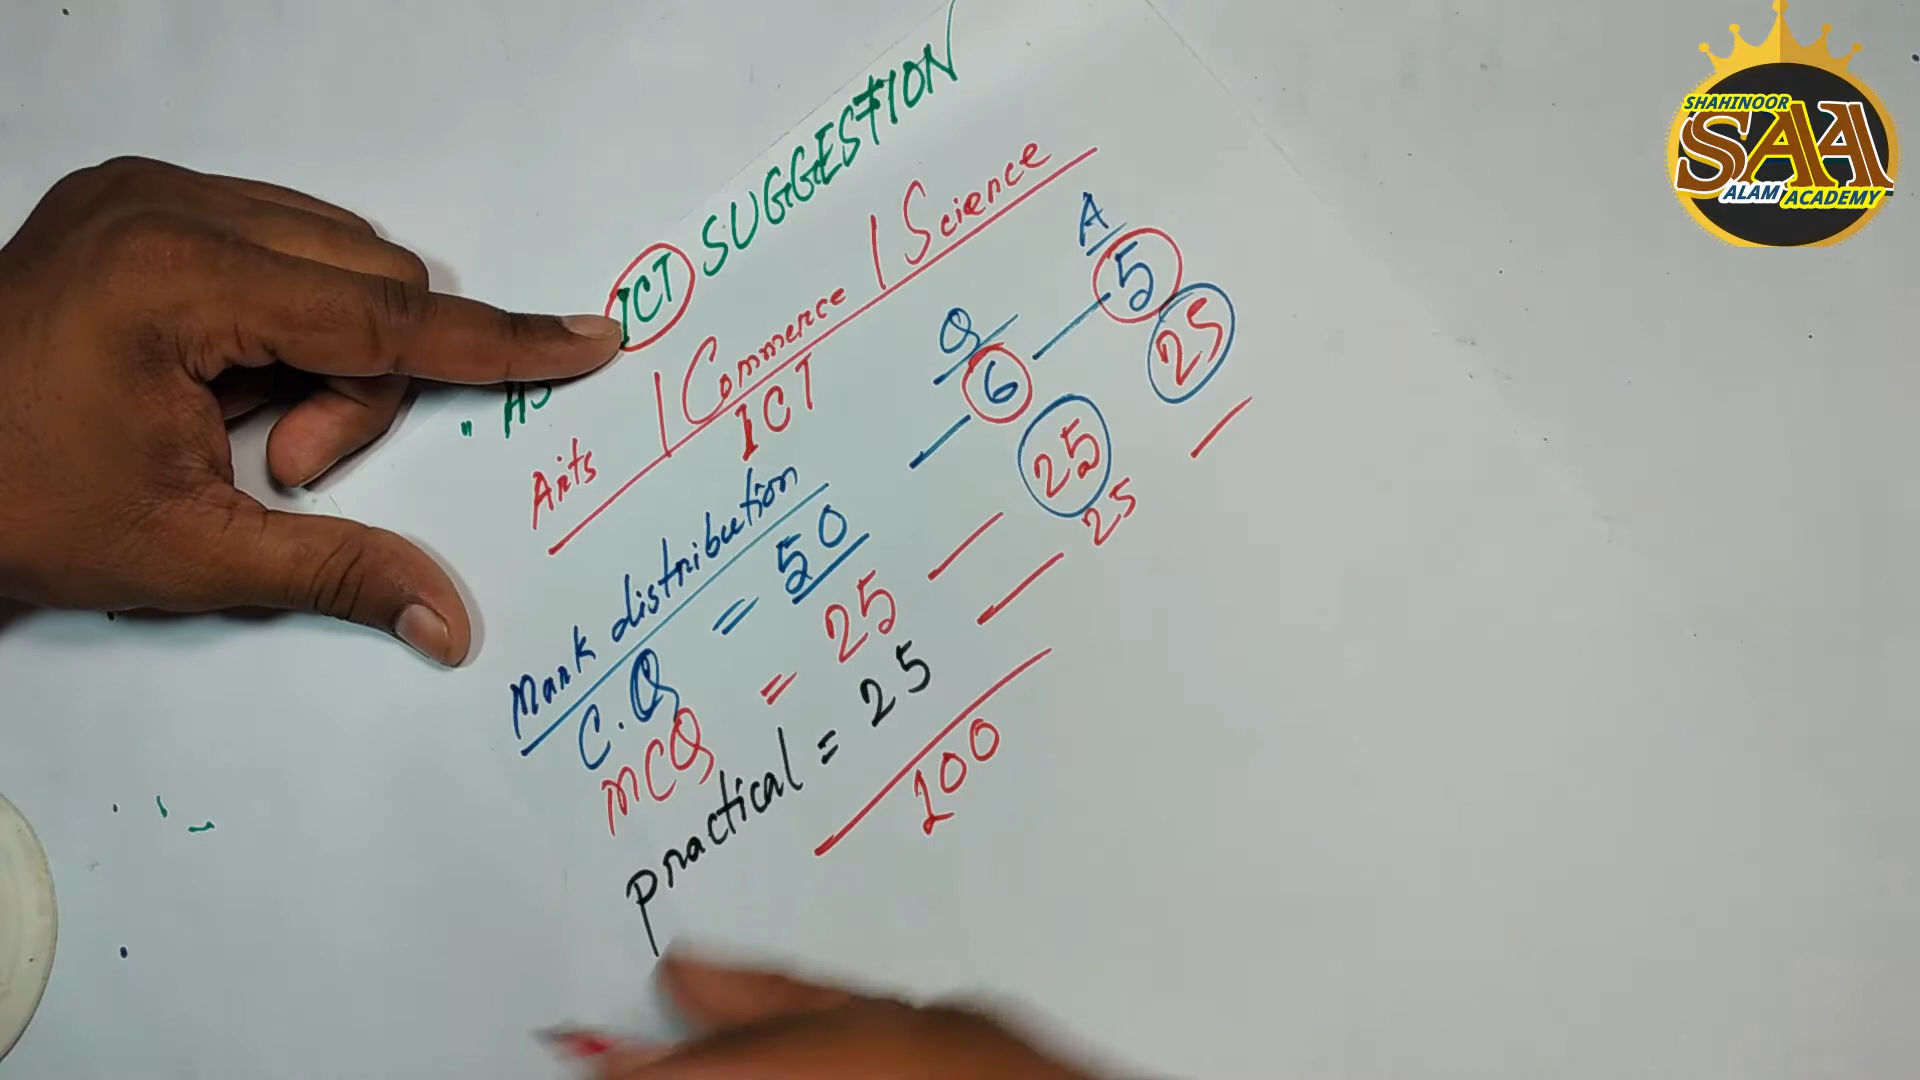 " HS
ICT SUGGESTION
Arts | Commerce | Science
ICT
Mark distribution
Q A
C.Q = 50 — 6 — 5
MCQ = 25 — 25 25
practical = 25 — 25 —
100
SHAHINOOR
SAA
ALAM ACADEMY